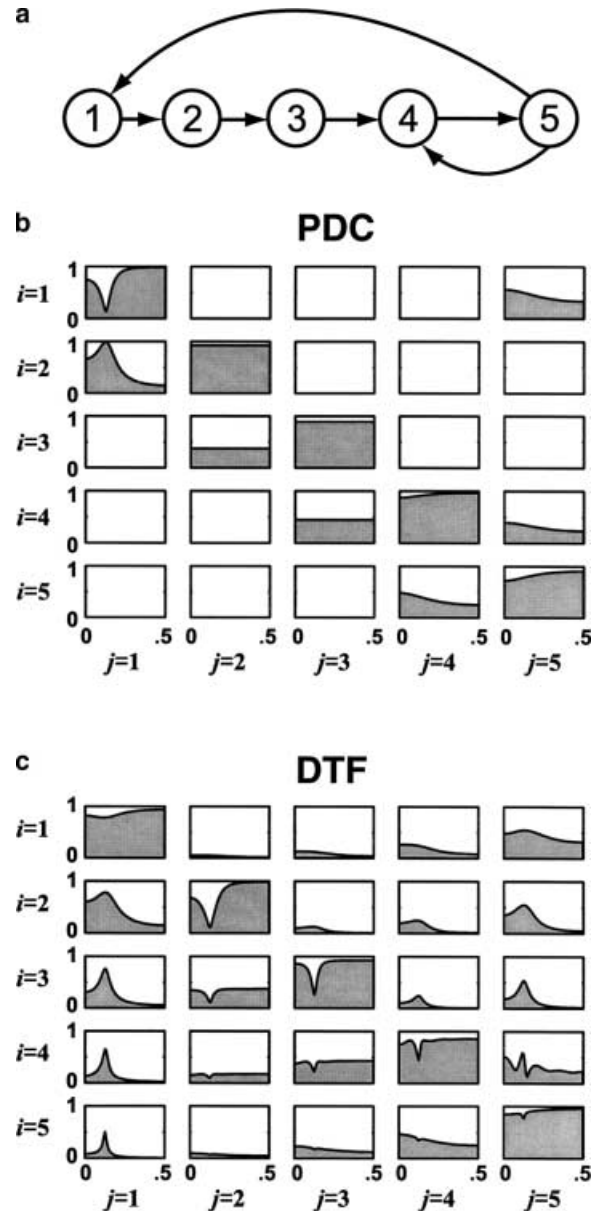 a
1 2 3 4 5
b
PDC
i=1 1 0
i=2 1 0
i=3 1 0
i=4 1 0
i=5 1 0
0 .5 0 .5 0 .5 0 .5 0 .5
j=1 j=2 j=3 j=4 j=5
c
DTF
i=1 1 0
i=2 1 0
i=3 1 0
i=4 1 0
i=5 1 0
0 .5 0 .5 0 .5 0 .5 0 .5
j=1 j=2 j=3 j=4 j=5